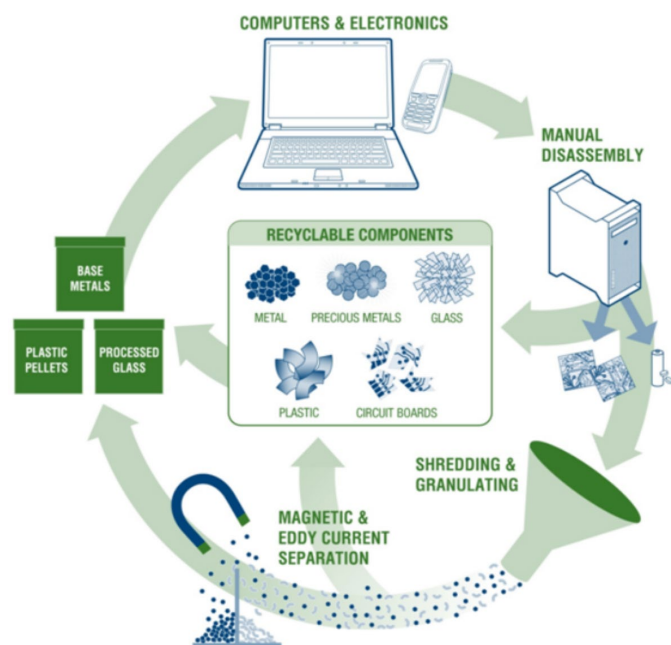 COMPUTERS & ELECTRONICS
MANUAL
DISASSEMBLY
RECYCLABLE COMPONENTS
METAL
PRECIOUS METALS
GLASS
PLASTIC
CIRCUIT BOARDS
BASE
METALS
PLASTIC
PELLETS
PROCESSED
GLASS
SHREDDING &
GRANULATING
MAGNETIC &
EDDY CURRENT
SEPARATION